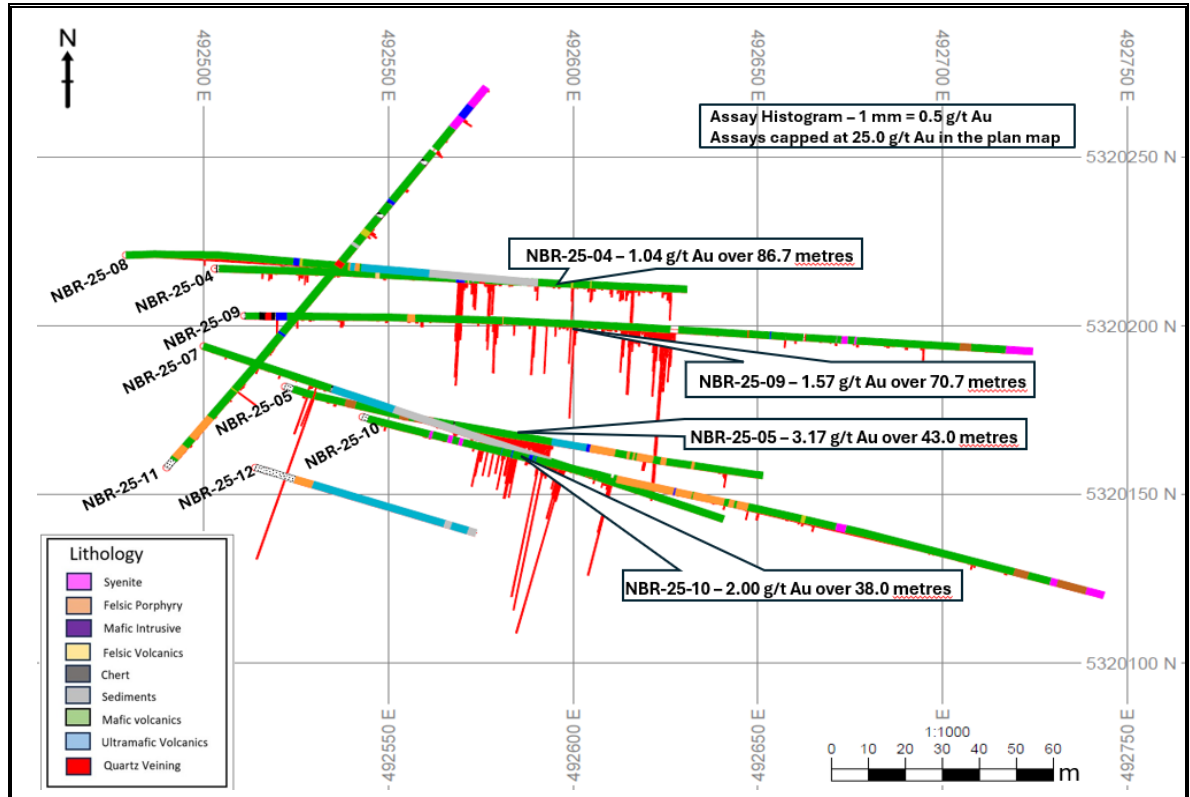 N
492500 E
492550 E
492600 E
492650 E
492700 E
492750 E
Assay Histogram – 1 mm = 0.5 g/t Au
Assays capped at 25.0 g/t Au in the plan map
5320250 N
NBR-25-04 – 1.04 g/t Au over 86.7 metres
NBR-25-08
NBR-25-04
NBR-25-09
5320200 N
NBR-25-07
NBR-25-09 – 1.57 g/t Au over 70.7 metres
NBR-25-05
NBR-25-05 – 3.17 g/t Au over 43.0 metres
NBR-25-10
NBR-25-11
NBR-25-12
5320150 N
NBR-25-10 – 2.00 g/t Au over 38.0 metres
Lithology
Syenite
Felsic Porphyry
Mafic Intrusive
Felsic Volcanics
Chert
Sediments
Mafic volcanics
Ultramafic Volcanics
Quartz Veining
5320100 N
492550 E
492600 E
492650 E
492700 E
492750 E
1:1000
0 10 20 30 40 50 60 m